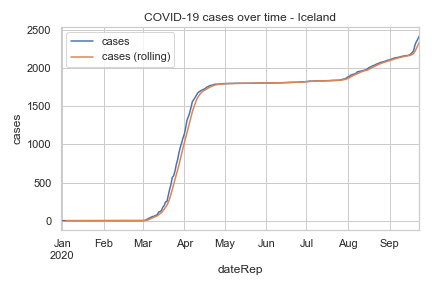 COVID-19 cases over time - Iceland
2500
2000
1500
1000
500
0
cases
cases
cases (rolling)
Jan Feb Mar Apr May Jun Jul Aug Sep
2020
dateRep